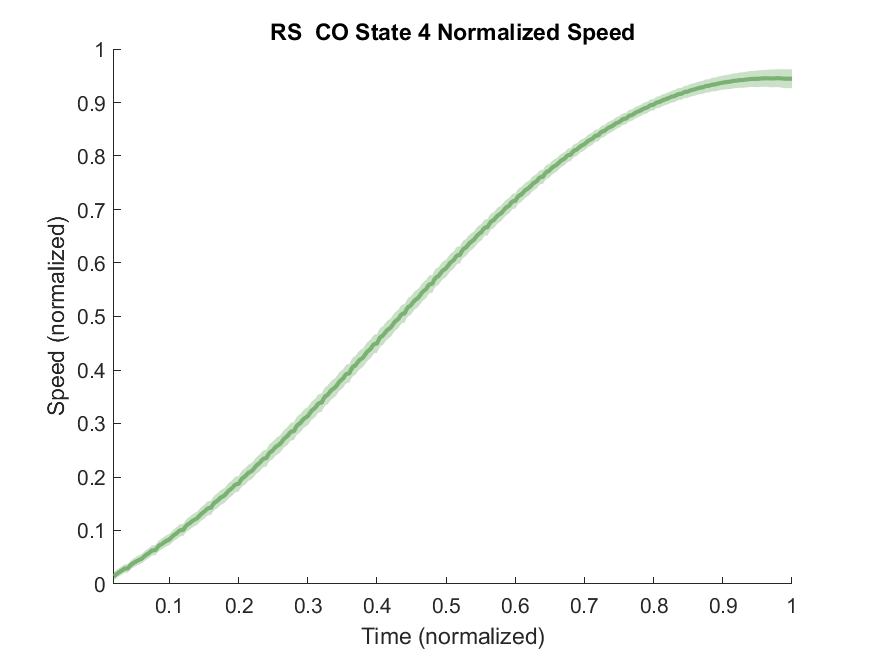 RS  CO State 4 Normalized Speed
1
0.9
0.8
0.7
0.6
0.5
0.4
0.3
0.2
0.1
0
Speed (normalized)
0.1 0.2 0.3 0.4 0.5 0.6 0.7 0.8 0.9 1
Time (normalized)